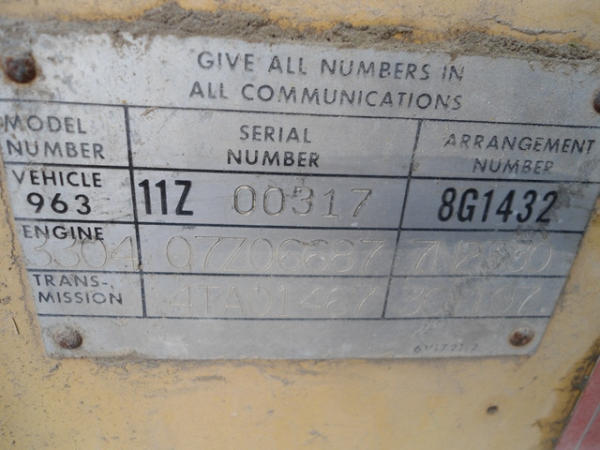 GIVE ALL NUMBERS IN
ALL COMMUNICATIONS
MODEL NUMBER SERIAL NUMBER ARRANGEMENT NUMBER
VEHICLE 963 11Z 00317 8G1432
ENGINE 3304 07Z06687
TRANS-MISSION